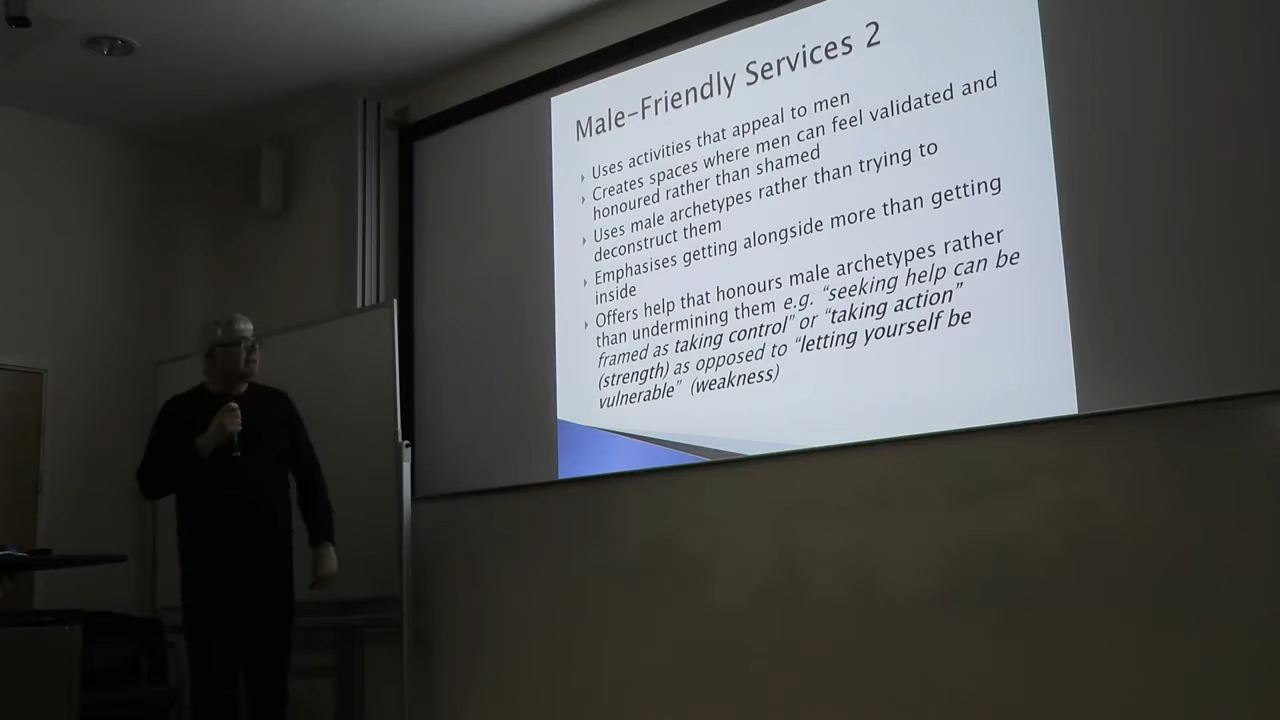 Male-Friendly Services 2
Uses activities that appeal to men
Creates spaces where men can feel validated and
honoured rather than shamed
Uses male archetypes rather than trying to
deconstruct them
Emphasises getting alongside more than getting
inside
Offers help that honours male archetypes rather
than undermining them e.g. “seeking help can be
framed as taking control” or “taking action”
(strength) as opposed to “letting yourself be
vulnerable” (weakness)